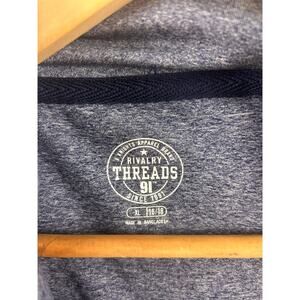 KNIGHTS APPAREL BRAND
RIVALRY
THREADS
91
SINCE 1991
XL
MADE IN BANGLADESH